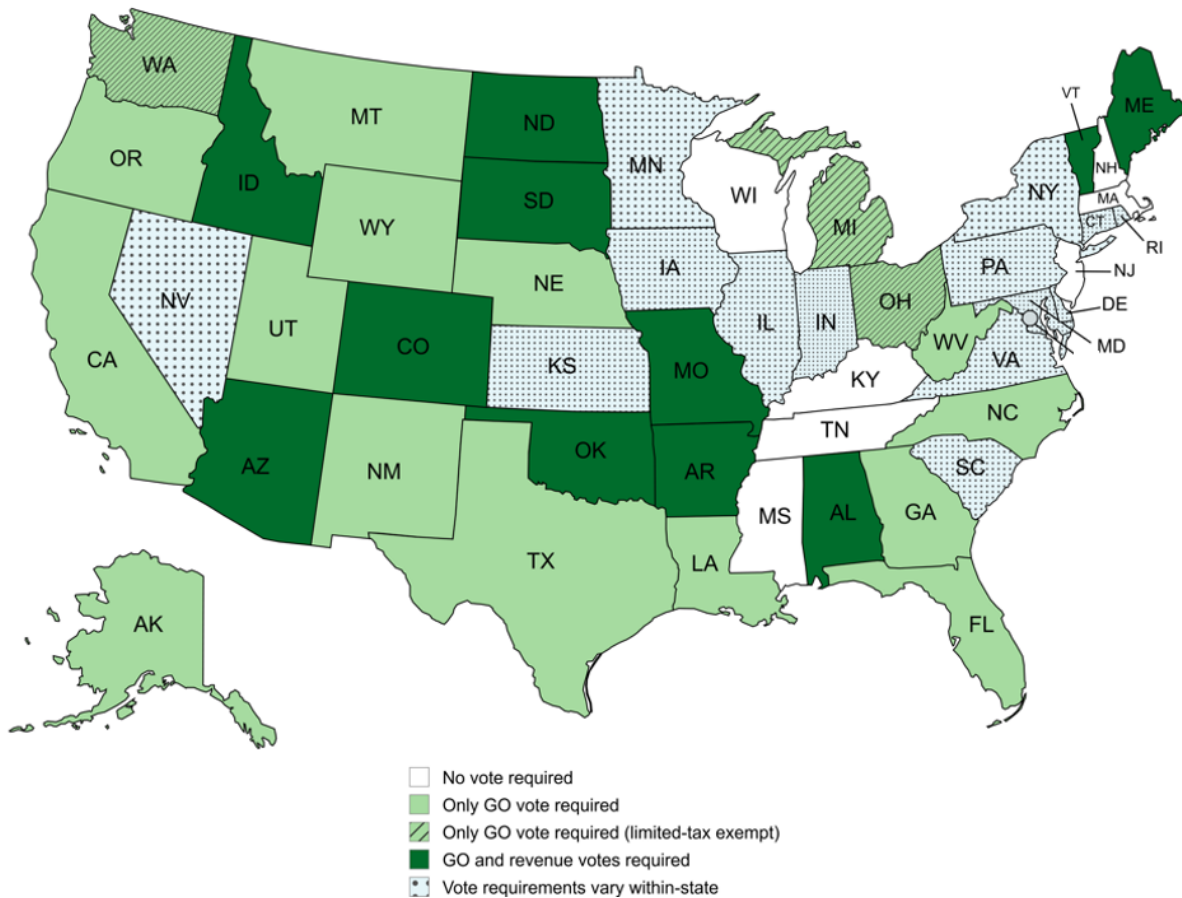 WA
MT
ND
MN
VT
ME
OR
ID
SD
WI
NH
NY
MA
WY
MI
CT
RI
IA
PA
NV
NE
NJ
UT
OH
DE
IL
IN
CA
CO
WV
MD
KS
MO
VA
KY
NC
TN
AZ
OK
NM
AR
SC
MS
AL
GA
TX
LA
AK
FL
No vote required
Only GO vote required
Only GO vote required (limited-tax exempt)
GO and revenue votes required
Vote requirements vary within-state